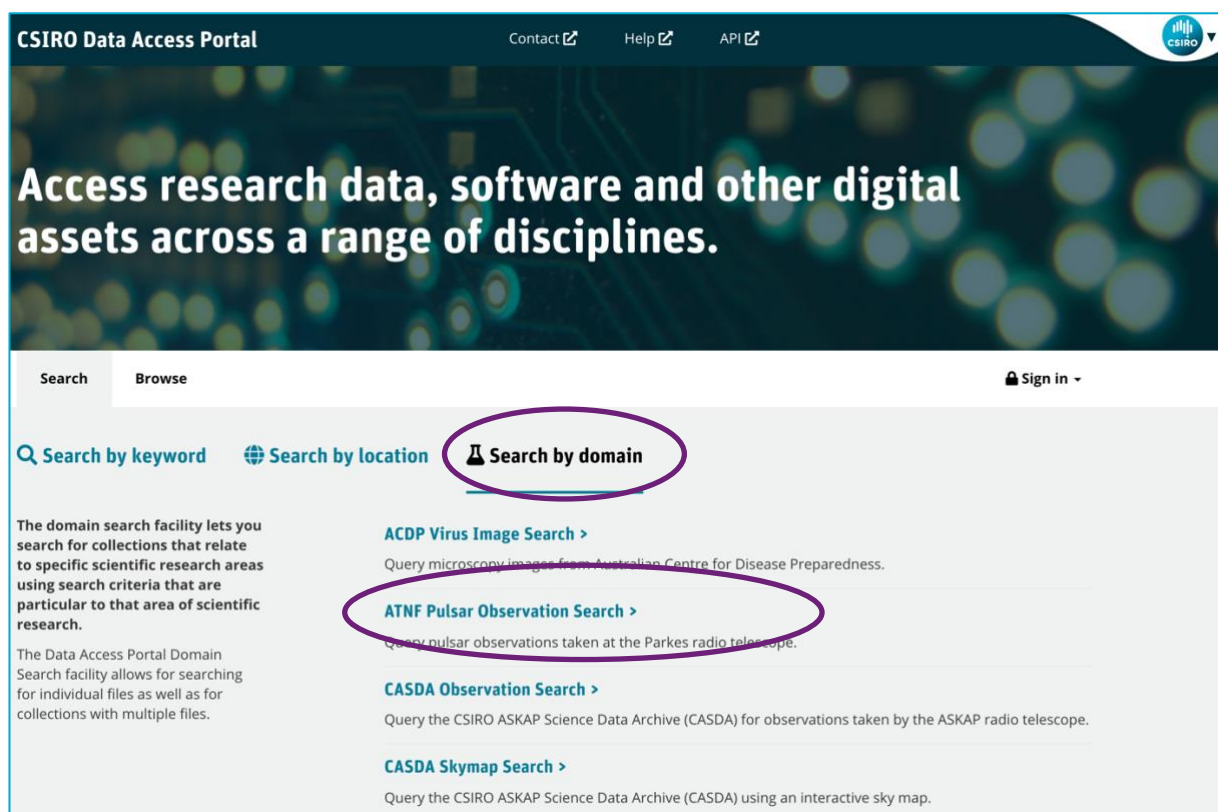 CSIRO Data Access Portal
Contact
Help
API
CSIRO
Access research data, software and other digital
assets across a range of disciplines.
Search
Browse
Sign in
Search by keyword
Search by location
Search by domain
The domain search facility lets you
search for collections that relate
to specific scientific research areas
using search criteria that are
particular to that area of scientific
research.
The Data Access Portal Domain
Search facility allows for searching
for individual files as well as for
collections with multiple files.
ACDP Virus Image Search >
Query microscopy images from Australian Centre for Disease Preparedness.
ATNF Pulsar Observation Search >
Query pulsar observations taken at the Parkes radio telescope.
CASDA Observation Search >
Query the CSIRO ASKAP Science Data Archive (CASDA) for observations taken by the ASKAP radio telescope.
CASDA Skymap Search >
Query the CSIRO ASKAP Science Data Archive (CASDA) using an interactive sky map.